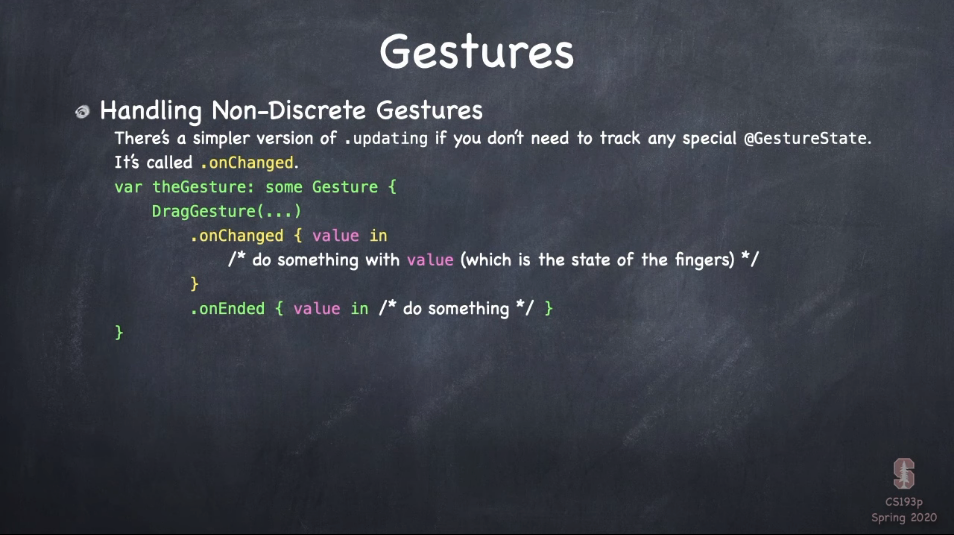 Gestures
Handling Non-Discrete Gestures
There's a simpler version of .updating if you don't need to track any special @GestureState.
It's called .onChanged.
var theGesture: some Gesture {
DragGesture(...)
.onChanged { value in
/* do something with value (which is the state of the fingers) */
}
.onEnded { value in /* do something */ }
}
S
CS193p
Spring 2020